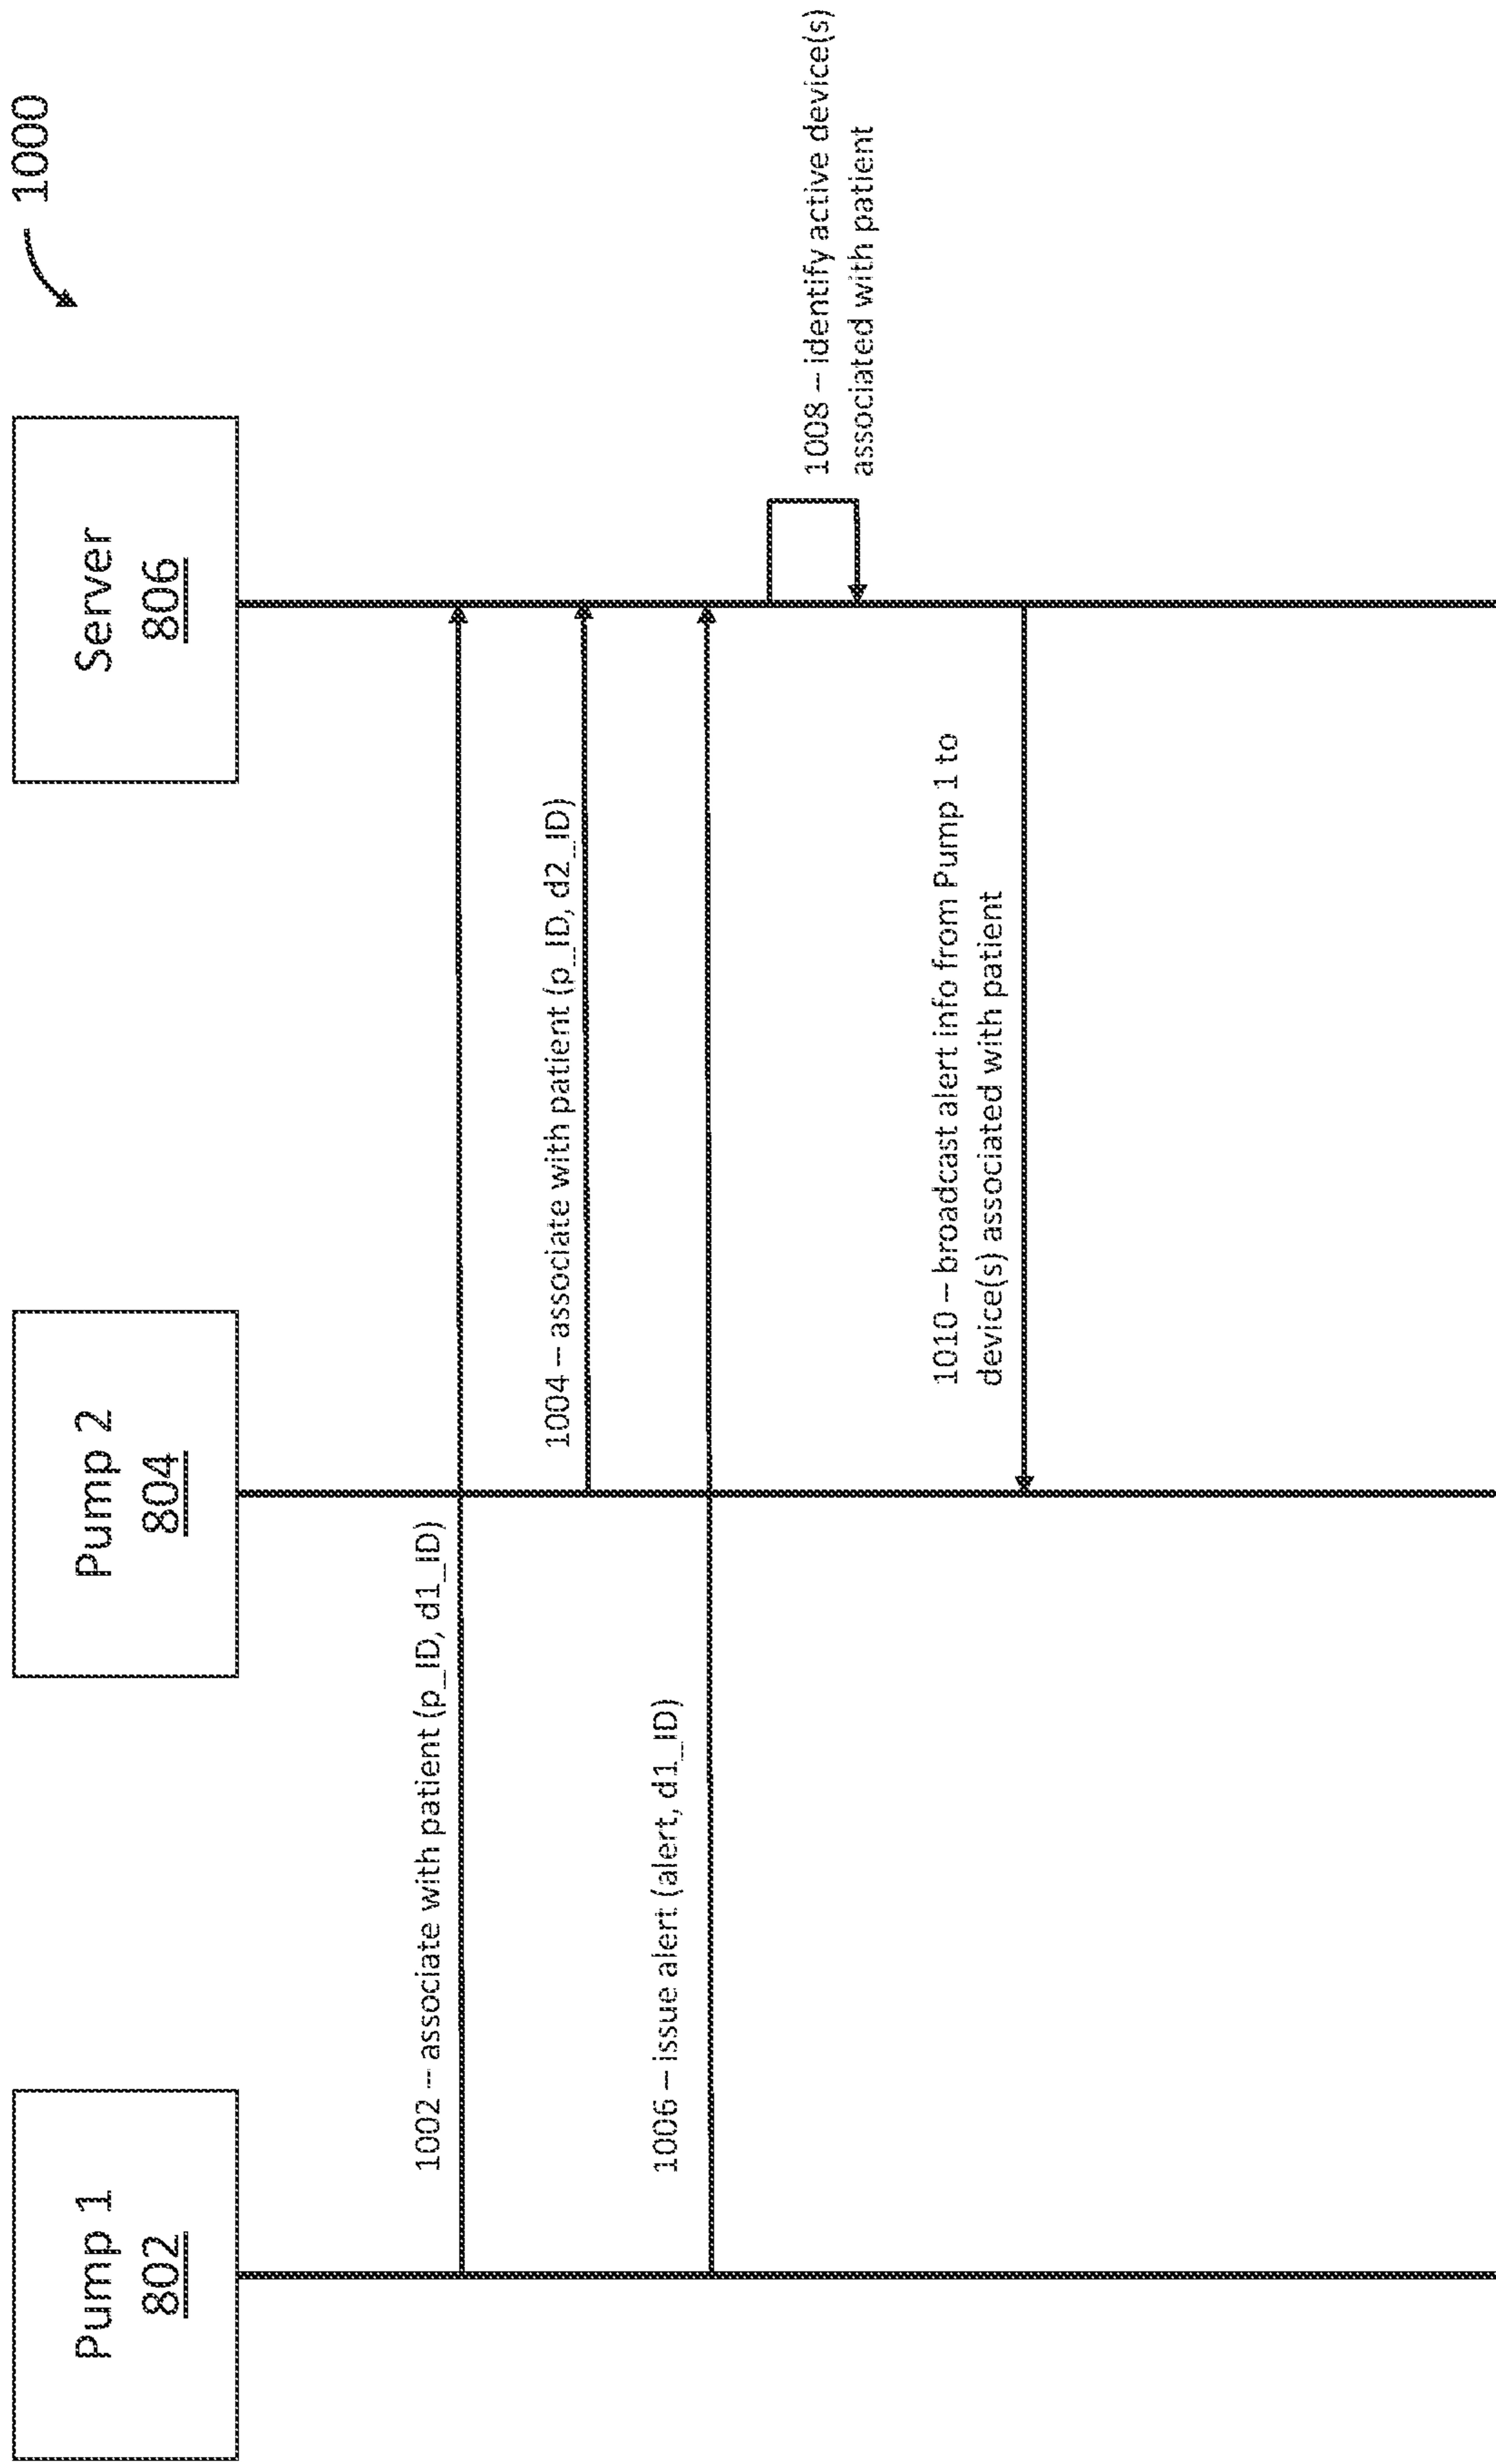 1000
Pump 1
802
Pump 2
804
Server
806
1002 – associate with patient (p_ID, d1_ID)
1004 – associate with patient (p_ID, d2_ID)
1006 – issue alert (alert, d1_ID)
1008 – identify active device(s)
associated with patient
1010 – broadcast alert info from Pump 1 to
device(s) associated with patient